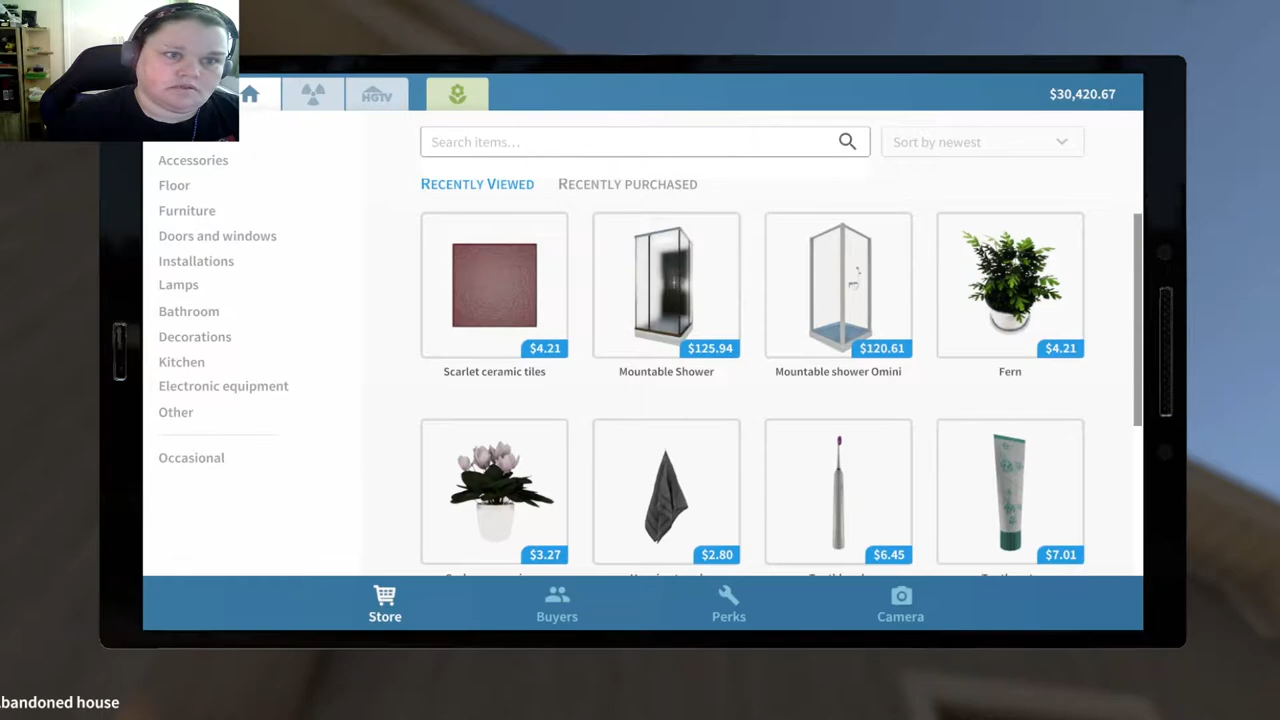 HGTV
$30,420.67
Search items...
Sort by newest
Accessories
Floor
Furniture
Doors and windows
Installations
Lamps
Bathroom
Decorations
Kitchen
Electronic equipment
Other
Occasional
RECENTLY VIEWED
RECENTLY PURCHASED
$4.21
$125.94
$120.61
$4.21
Scarlet ceramic tiles
Mountable Shower
Mountable shower Omini
Fern
$3.27
$2.80
$6.45
$7.01
Store
Buyers
Perks
Camera
bandoned house